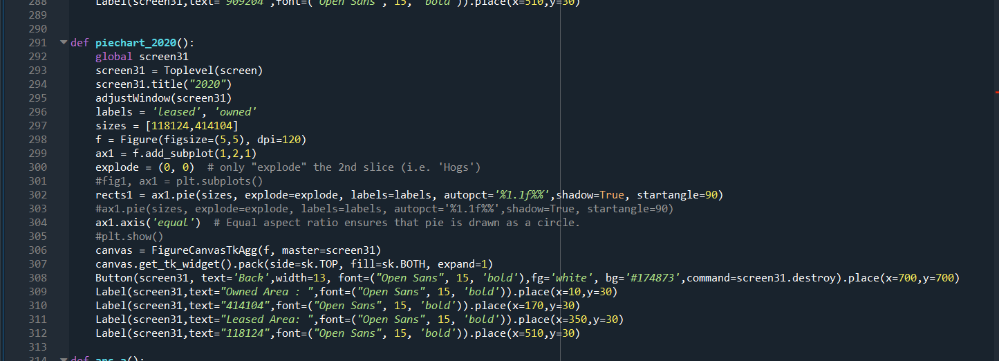 288 Label(screen31,text="909204",font=("Open Sans", 15, 'bold')).place(x=510,y=30)
289
290
291 def piechart_2020():
292 global screen31
293 screen31 = Toplevel(screen)
294 screen31.title("2020")
295 adjustWindow(screen31)
296 labels = 'leased', 'owned'
297 sizes = [118124,414104]
298 f = Figure(figsize=(5,5), dpi=120)
299 ax1 = f.add_subplot(1,2,1)
300 explode = (0, 0)  # only "explode" the 2nd slice (i.e. 'Hogs')
301 #fig1, ax1 = plt.subplots()
302 rects1 = ax1.pie(sizes, explode=explode, labels=labels, autopct='%1.1f%%',shadow=True, startangle=90)
303 #ax1.pie(sizes, explode=explode, labels=labels, autopct='%1.1f%%',shadow=True, startangle=90)
304 ax1.axis('equal')  # Equal aspect ratio ensures that pie is drawn as a circle.
305 #plt.show()
306 canvas = FigureCanvasTkAgg(f, master=screen31)
307 canvas.get_tk_widget().pack(side=sk.TOP, fill=sk.BOTH, expand=1)
308 Button(screen31, text='Back',width=13, font=("Open Sans", 15, 'bold'),fg='white', bg='#174873',command=screen31.destroy).place(x=700,y=700)
309 Label(screen31,text="Owned Area : ",font=("Open Sans", 15, 'bold')).place(x=10,y=30)
310 Label(screen31,text="414104",font=("Open Sans", 15, 'bold')).place(x=170,y=30)
311 Label(screen31,text="Leased Area: ",font=("Open Sans", 15, 'bold')).place(x=350,y=30)
312 Label(screen31,text="118124",font=("Open Sans", 15, 'bold')).place(x=510,y=30)
313
314 def ans_a():